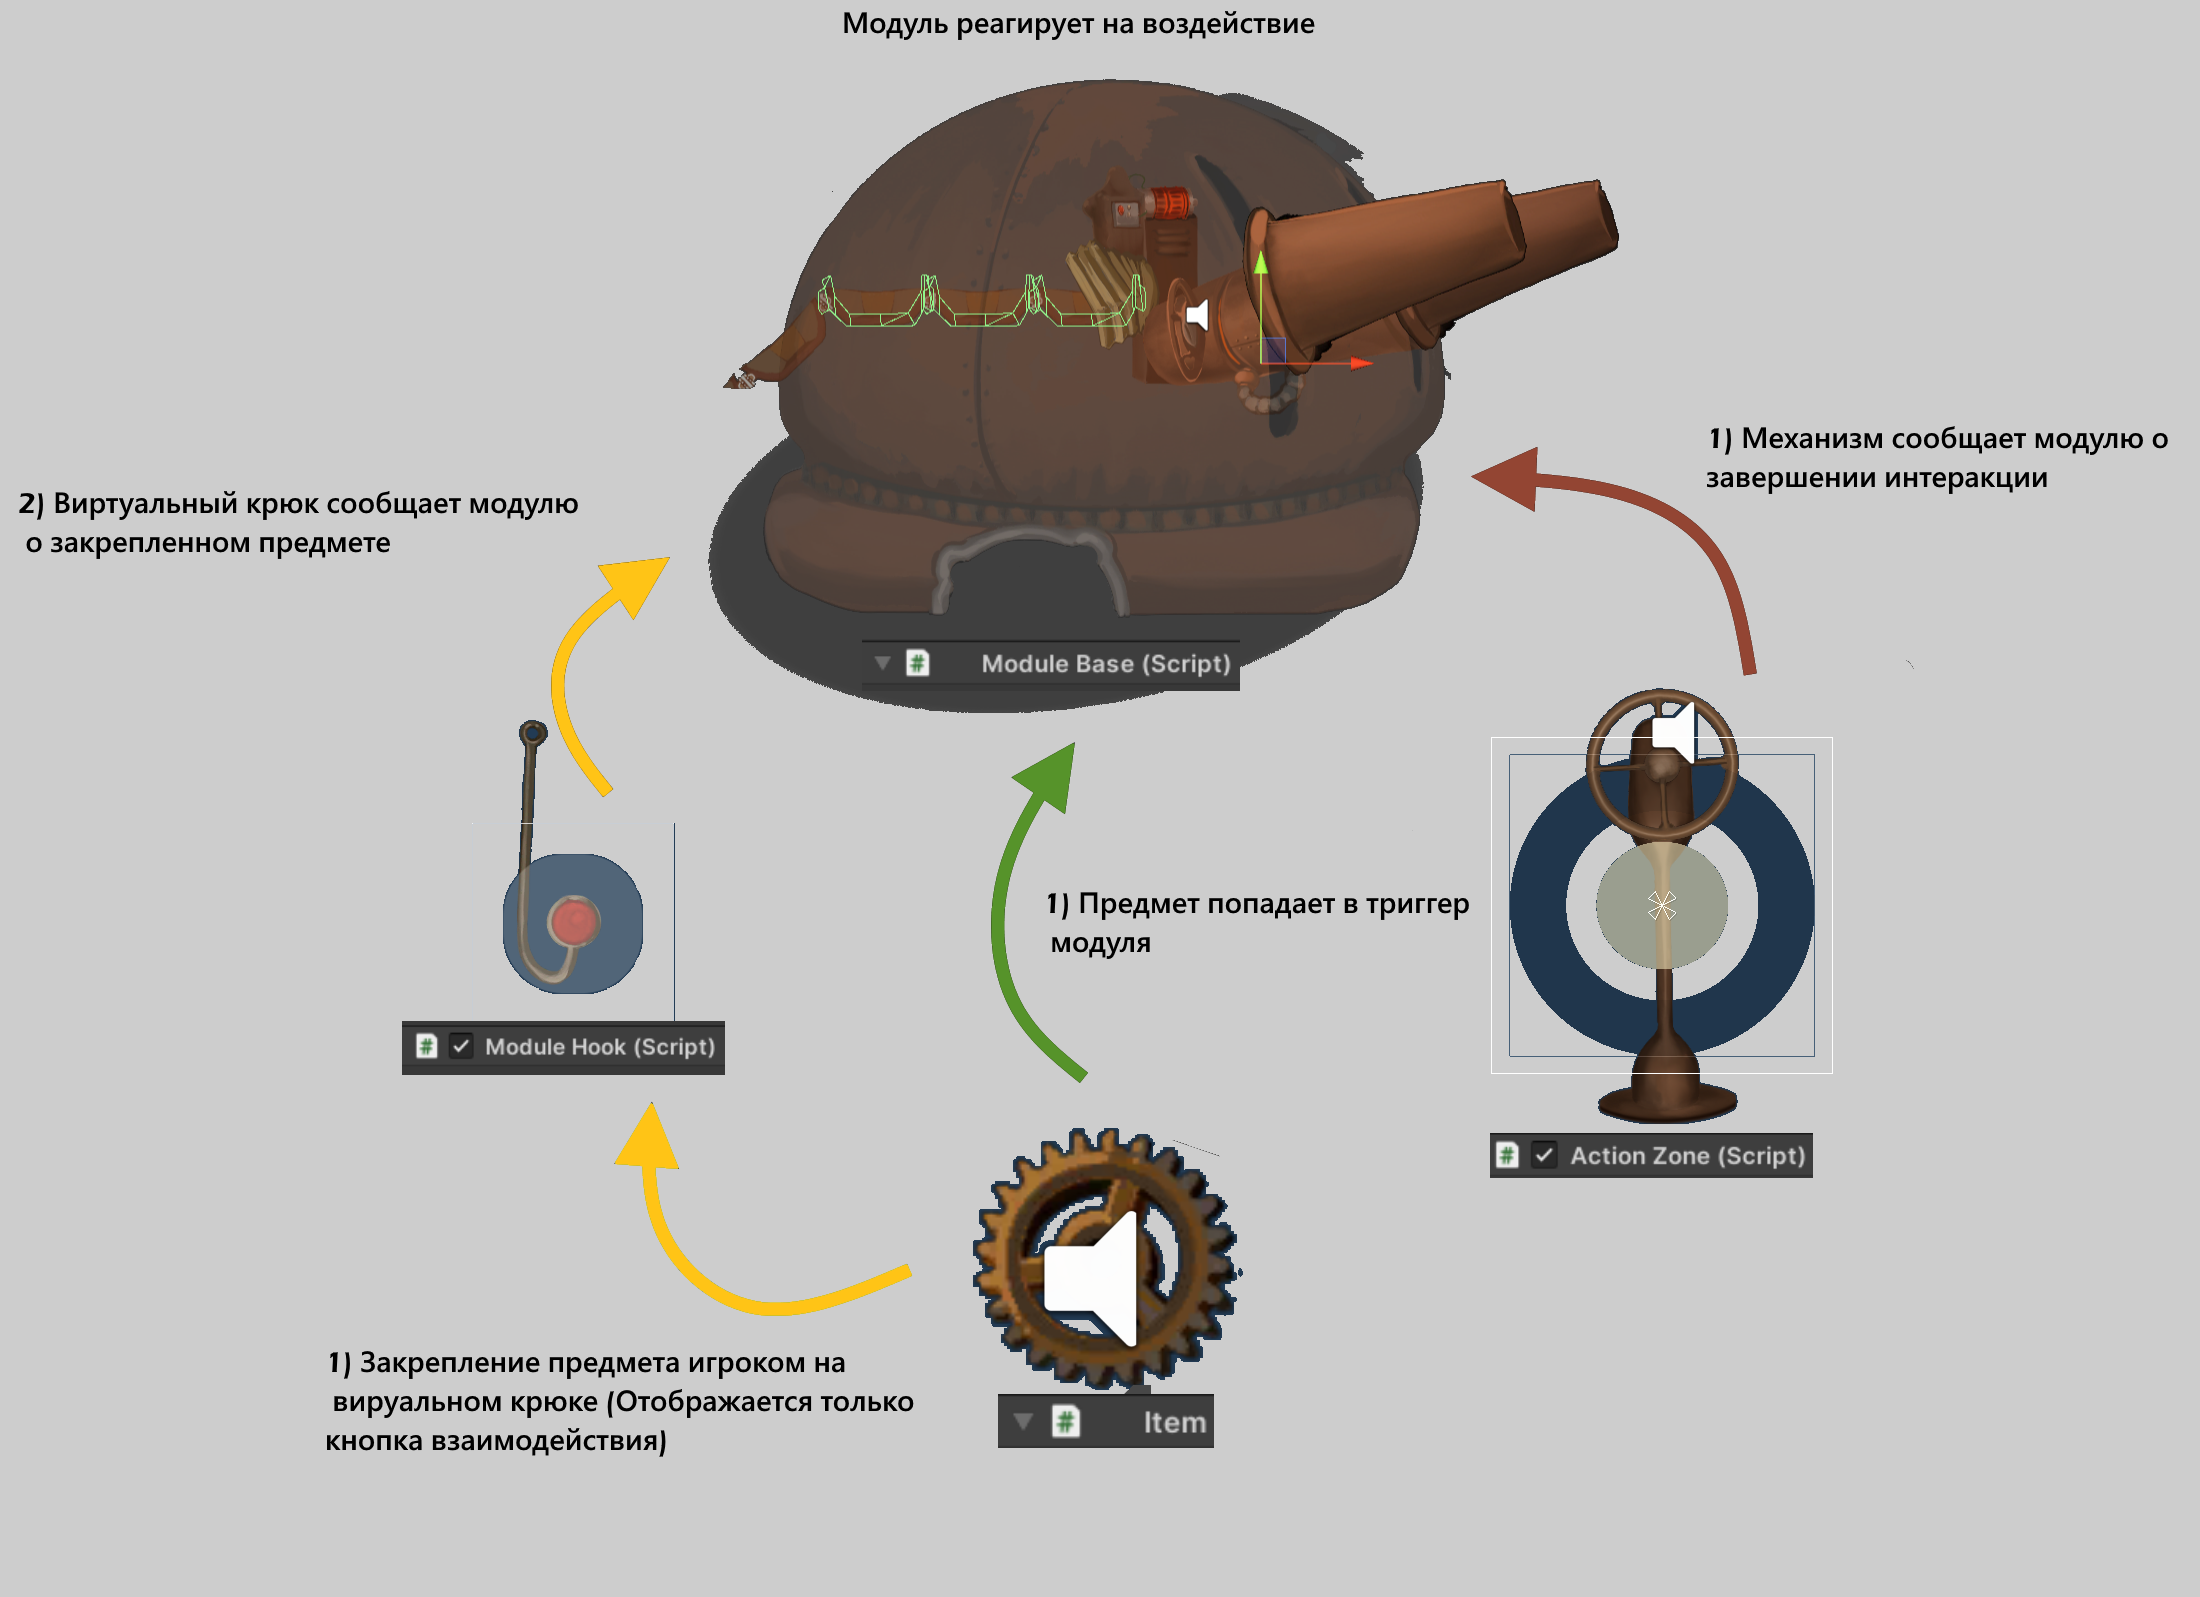 Модуль реагирует на воздействие
1) Механизм сообщает модулю о
завершении интеракции
2) Виртуальный крюк сообщает модулю
о закрепленном предмете
Module Base (Script)
1) Предмет попадает в триггер
модуля
Module Hook (Script)
Action Zone (Script)
1) Закрепление предмета игроком на
вируальном крюке (Отображается только
кнопка взаимодействия)
Item